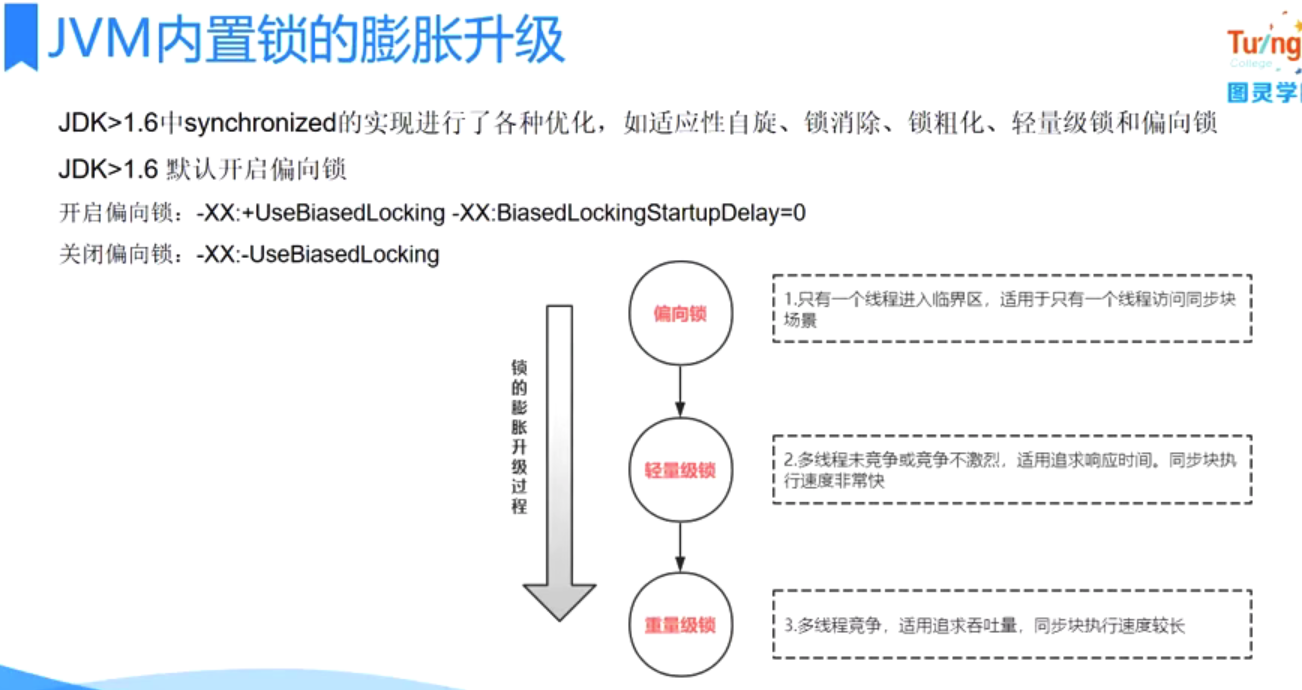 JVM内置锁的膨胀升级
Turing
College
图灵学
JDK>1.6中synchronized的实现进行了各种优化，如适应性自旋、锁消除、锁粗化、轻量级锁和偏向锁
JDK>1.6 默认开启偏向锁
开启偏向锁：-XX:+UseBiasedLocking -XX:BiasedLockingStartupDelay=0
关闭偏向锁：-XX:-UseBiasedLocking
锁的膨胀升级过程
偏向锁
1.只有一个线程进入临界区，适用于只有一个线程访问同步块
场景
轻量级锁
2.多线程未竞争或竞争不激烈，适用追求响应时间。同步块执
行速度非常快
重量级锁
3.多线程竞争，适用追求吞吐量，同步块执行速度较长